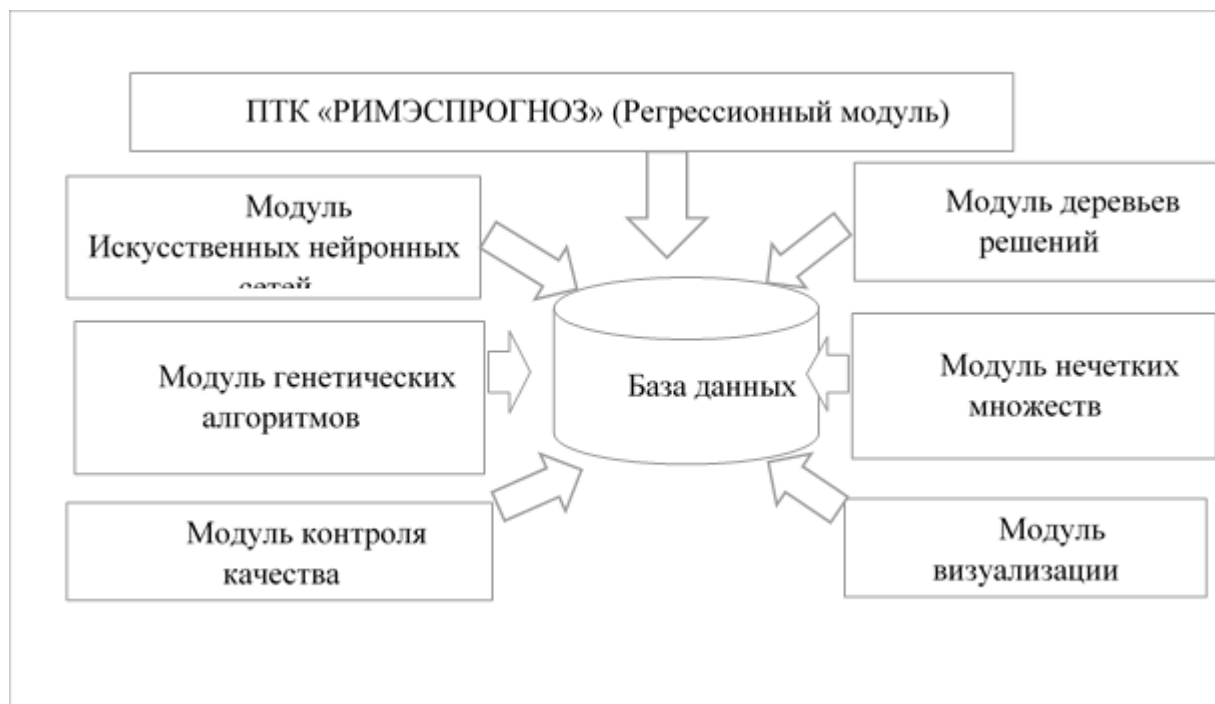 ПТК «РИМЭСПРОГНОЗ» (Регрессионный модуль)
Модуль
Искусственных нейронных
сетей
Модуль деревьев
решений
Модуль генетических
алгоритмов
База данных
Модуль нечетких
множеств
Модуль контроля
качества
Модуль
визуализации